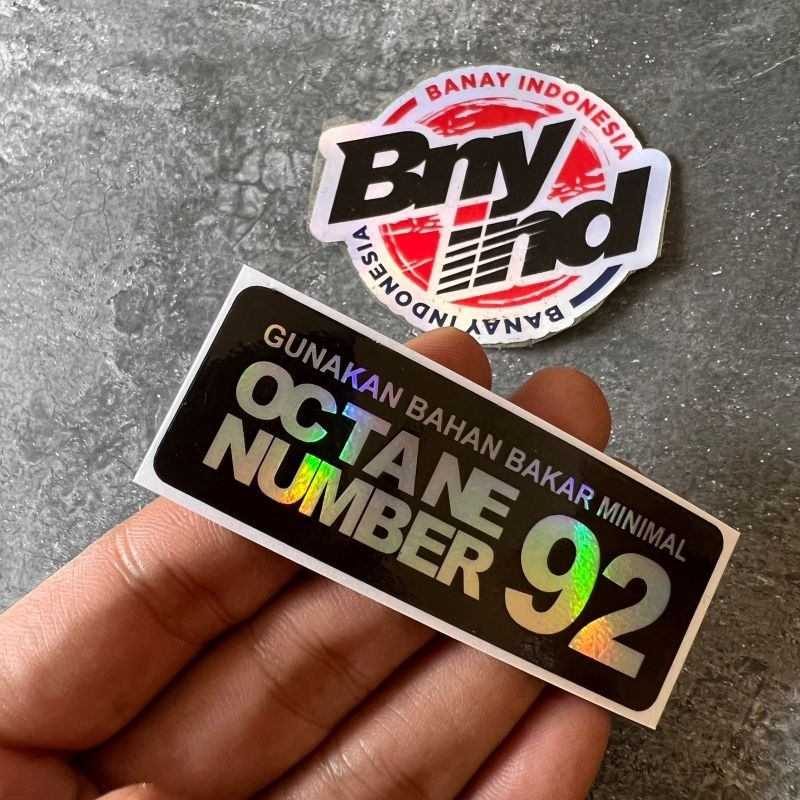 BANAY INDONESIA
Bny
ind
BANAY INDONESIA
GUNAKAN BAHAN BAKAR MINIMAL
OCTANE
NUMBER 92